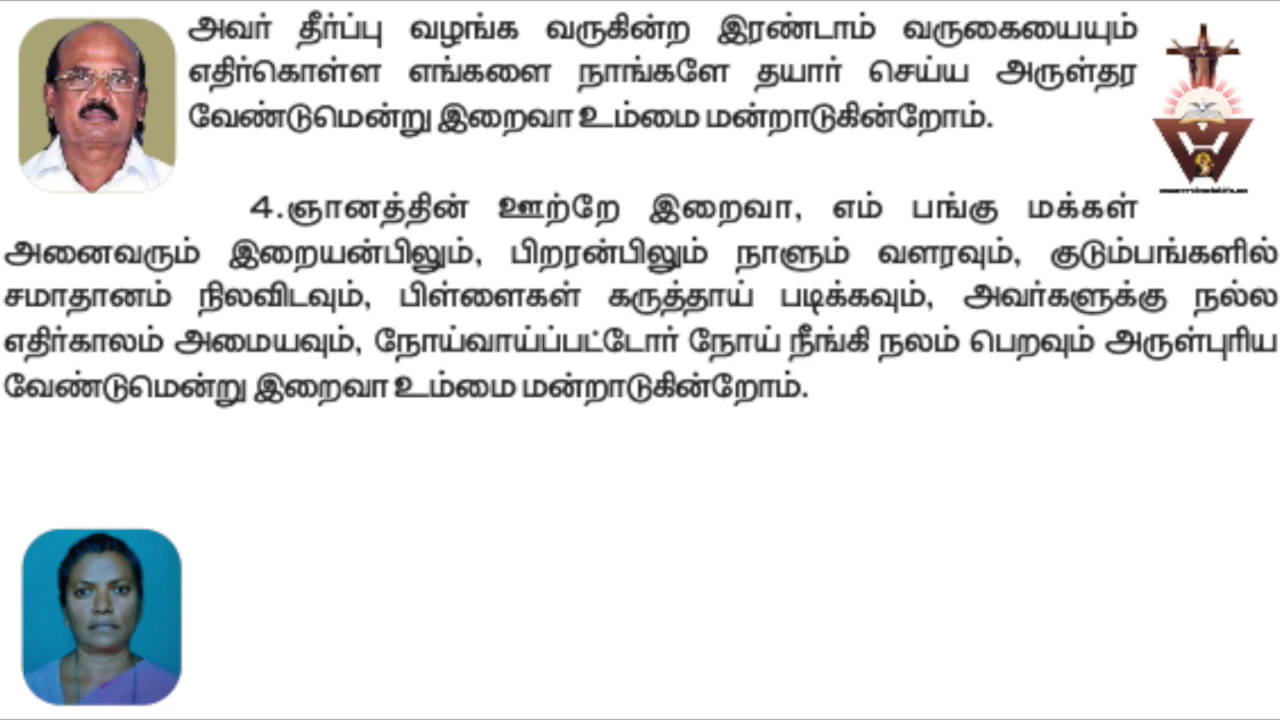 அவர் தீர்ப்பு வழங்க வருகின்ற இரண்டாம் வருகையையும்
எதிர்கொள்ள எங்களை நாங்களே தயார் செய்ய அருள்தர
வேண்டுமென்று இறைவா உம்மை மன்றாடுகின்றோம்.
4.ஞானத்தின் ஊற்றே இறைவா, எம் பங்கு மக்கள்
அனைவரும் இறையன்பிலும், பிறரன்பிலும் நாளும் வளரவும், குடும்பங்களில்
சமாதானம் நிலவிடவும், பிள்ளைகள் கருத்தாய் படிக்கவும், அவர்களுக்கு நல்ல
எதிர்காலம் அமையவும், நோய்வாய்ப்பட்டோர் நோய் நீங்கி நலம் பெறவும் அருள்புரிய
வேண்டுமென்று இறைவா உம்மை மன்றாடுகின்றோம்.